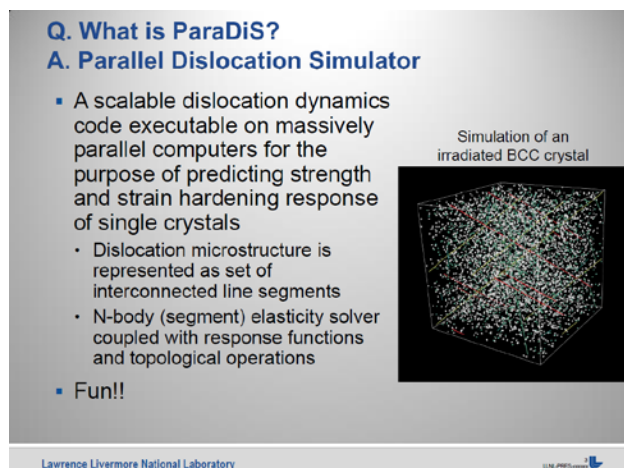 Q. What is ParaDiS?
A. Parallel Dislocation Simulator
▪ A scalable dislocation dynamics
code executable on massively
parallel computers for the
purpose of predicting strength
and strain hardening response
of single crystals
• Dislocation microstructure is
represented as set of
interconnected line segments
• N-body (segment) elasticity solver
coupled with response functions
and topological operations
▪ Fun!!
Simulation of an
irradiated BCC crystal
Lawrence Livermore National Laboratory